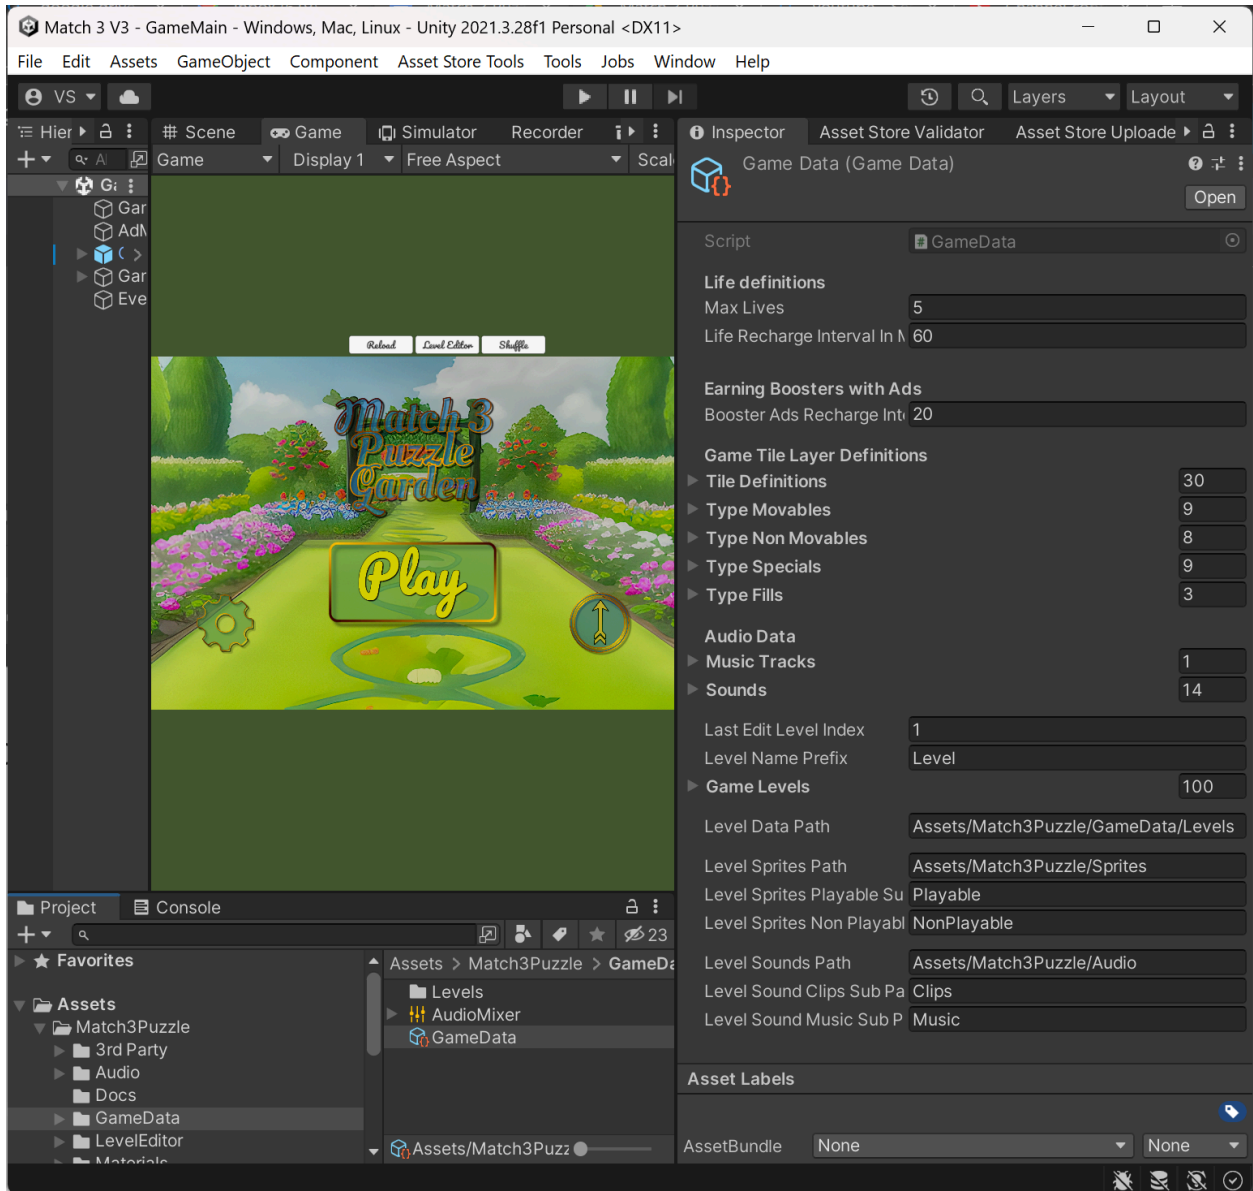 Match 3 V3 - GameMain - Windows, Mac, Linux - Unity 2021.3.28f1 Personal <DX11>
File Edit Assets GameObject Component Asset Store Tools Tools Jobs Window Help
VS Layers Layout
Hier Scene Game Simulator Recorder
Inspector Asset Store Validator Asset Store Uploade
Game Display 1 Free Aspect Scal
Game Data (Game Data)
Open
Gar
AdM
Gar
Eve
Reload Level Editor Shuffle
Match 3
Puzzle
Garden
Play
Script GameData
Life definitions
Max Lives 5
Life Recharge Interval In M 60
Earning Boosters with Ads
Booster Ads Recharge Inte 20
Game Tile Layer Definitions
Tile Definitions 30
Type Movables 9
Type Non Movables 8
Type Specials 9
Type Fills 3
Audio Data
Music Tracks 1
Sounds 14
Last Edit Level Index 1
Level Name Prefix Level
Game Levels 100
Level Data Path Assets/Match3Puzzle/GameData/Levels
Level Sprites Path Assets/Match3Puzzle/Sprites
Level Sprites Playable Su Playable
Level Sprites Non Playabl NonPlayable
Level Sounds Path Assets/Match3Puzzle/Audio
Level Sound Clips Sub Pa Clips
Level Sound Music Sub P Music
Asset Labels
AssetBundle None None
Project Console
23
Favorites
Assets
Match3Puzzle
3rd Party
Audio
Docs
GameData
LevelEditor
Materials
Assets > Match3Puzzle > GameDa
Levels
AudioMixer
GameData
Assets/Match3Puzz